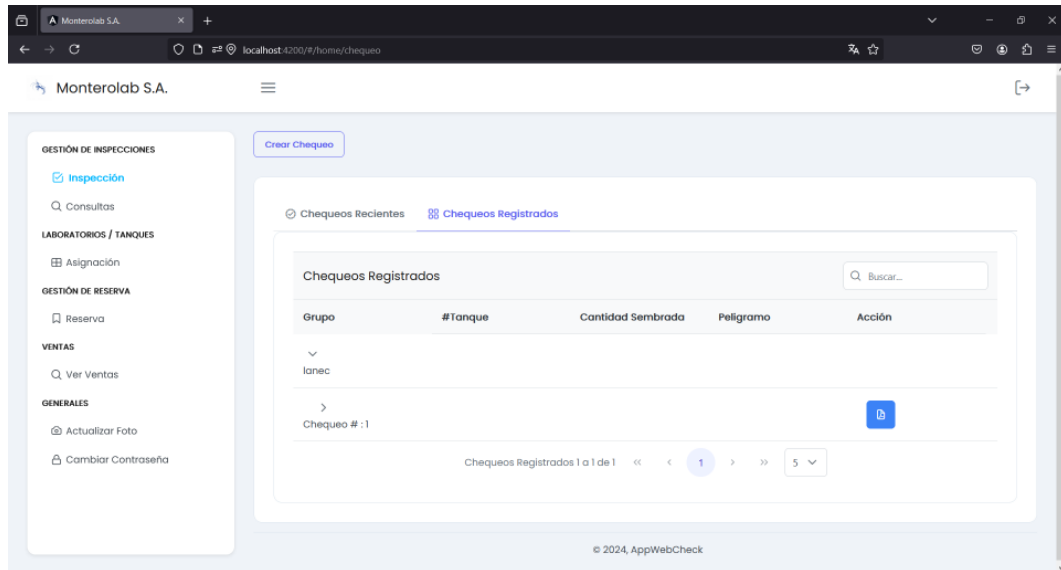 Monterolab S.A.
localhost:4200/#/home/chequeo
Monterolab S.A.
GESTIÓN DE INSPECCIONES
Inspección
Consultas
LABORATORIOS / TANQUES
Asignación
GESTIÓN DE RESERVA
Reserva
VENTAS
Ver Ventas
GENERALES
Actualizar Foto
Cambiar Contraseña
Crear Chequeo
Chequeos Recientes Chequeos Registrados
Chequeos Registrados Buscar...
Grupo #Tanque Cantidad Sembrada Peligramo Acción
lanec
Chequeo # : 1
Chequeos Registrados 1 a 1 de 1 << < 1 > >> 5
© 2024, AppWebCheck